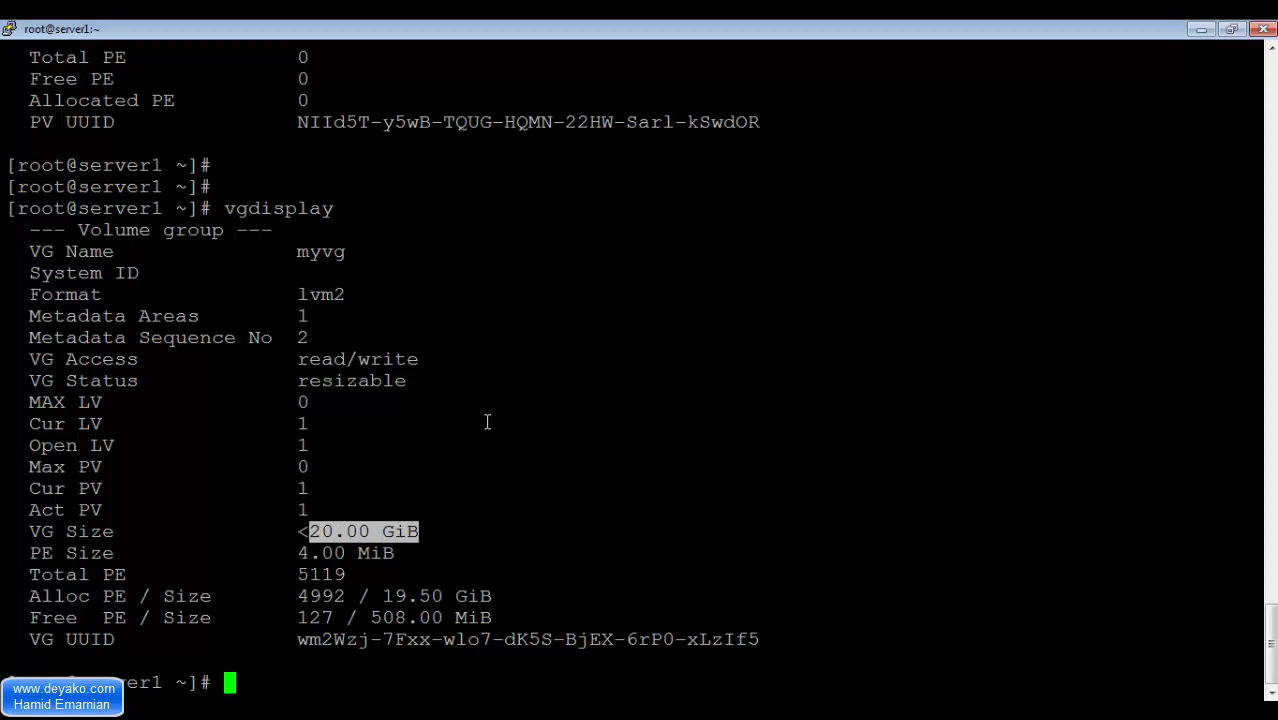 root@server1:~
Total PE 0
Free PE 0
Allocated PE 0
PV UUID NIId5T-y5wB-TQUG-HQMN-22HW-Sarl-kSwdOR
[root@server1 ~]#
[root@server1 ~]#
[root@server1 ~]# vgdisplay
--- Volume group ---
VG Name myvg
System ID
Format lvm2
Metadata Areas 1
Metadata Sequence No 2
VG Access read/write
VG Status resizable
MAX LV 0
Cur LV 1
Open LV 1
Max PV 0
Cur PV 1
Act PV 1
VG Size <20.00 GiB
PE Size 4.00 MiB
Total PE 5119
Alloc PE / Size 4992 / 19.50 GiB
Free PE / Size 127 / 508.00 MiB
VG UUID wm2Wzj-7Fxx-wlo7-dK5S-BjEX-6rP0-xLzIf5
erver1 ~]#
www.deyako.com
Hamid Emamian